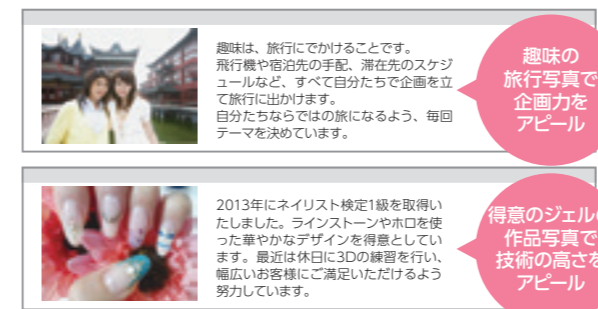 趣味は、旅行にでかけることです。
飛行機や宿泊先の手配、滞在先のスケジ
ュールなど、すべて自分たちで企画を立
て旅行に出かけます。
自分たちならではの旅になるよう、毎回
テーマを決めています。
趣味の
旅行写真で
企画力を
アピール
2013年にネイリスト検定1級を取得い
たしました。ラインストーンやホロを使
った華やかなデザインを得意としてい
ます。最近は休日に3Dの練習を行い、
幅広いお客様にご満足いただけるよう
努力しています。
得意のジェルの
作品写真で
技術の高さを
アピール